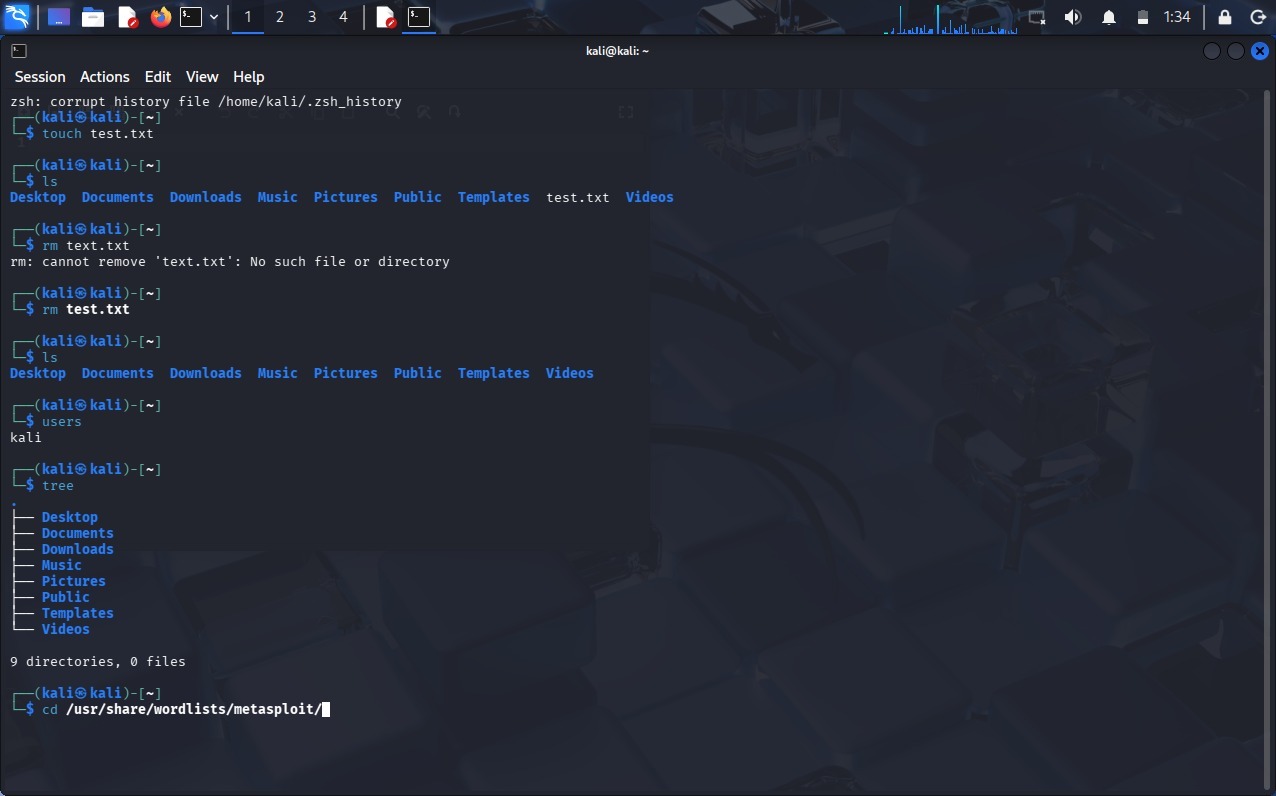 1 2 3 4 1:34
kali@kali: ~
Session Actions Edit View Help
zsh: corrupt history file /home/kali/.zsh_history
┌──(kali㉿kali)-[~]
└─$ touch test.txt
┌──(kali㉿kali)-[~]
└─$ ls
Desktop Documents Downloads Music Pictures Public Templates test.txt Videos
┌──(kali㉿kali)-[~]
└─$ rm text.txt
rm: cannot remove 'text.txt': No such file or directory
┌──(kali㉿kali)-[~]
└─$ rm test.txt
┌──(kali㉿kali)-[~]
└─$ ls
Desktop Documents Downloads Music Pictures Public Templates Videos
┌──(kali㉿kali)-[~]
└─$ users
kali
┌──(kali㉿kali)-[~]
└─$ tree
.
├── Desktop
├── Documents
├── Downloads
├── Music
├── Pictures
├── Public
├── Templates
└── Videos
9 directories, 0 files
┌──(kali㉿kali)-[~]
└─$ cd /usr/share/wordlists/metasploit/